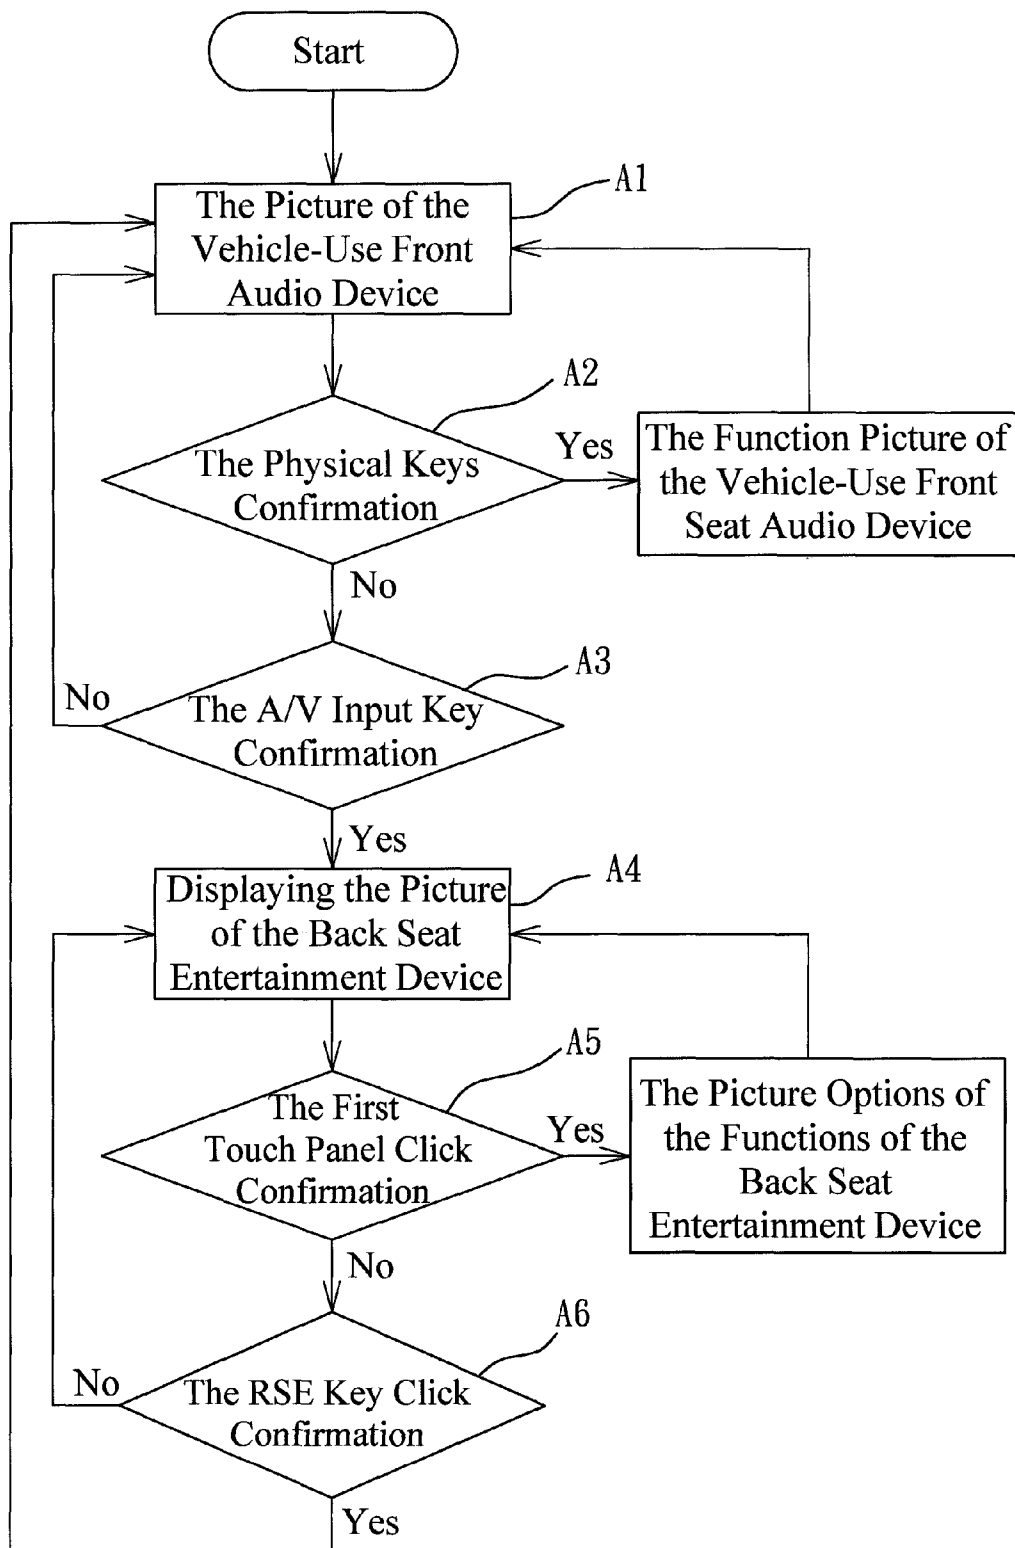 Start
A1
The Picture of the
Vehicle-Use Front
Audio Device
A2
The Physical Keys
Confirmation
Yes
The Function Picture of
the Vehicle-Use Front
Seat Audio Device
No
A3
The A/V Input Key
Confirmation
No
Yes
A4
Displaying the Picture
of the Back Seat
Entertainment Device
A5
The First
Touch Panel Click
Confirmation
Yes
The Picture Options of
the Functions of the
Back Seat
Entertainment Device
No
A6
The RSE Key Click
Confirmation
No
Yes